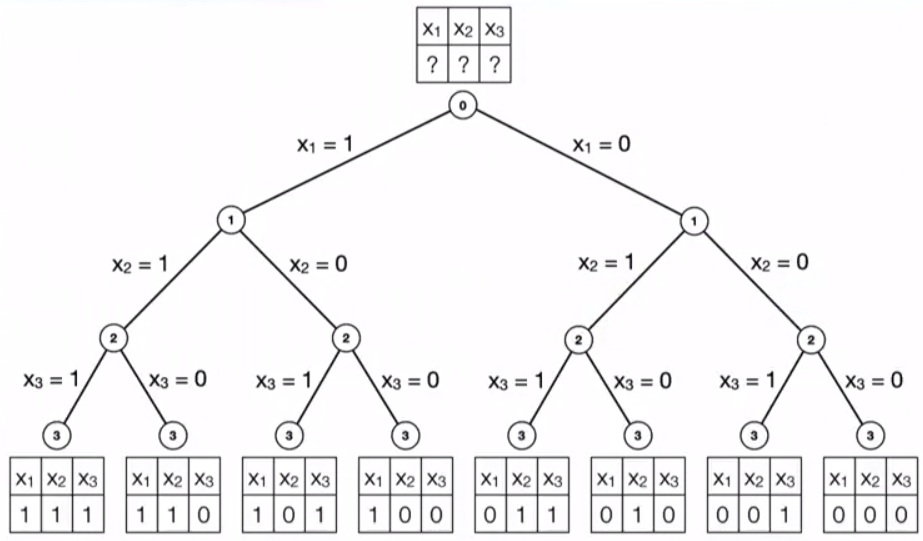 x₁ x₂ x₃
? ? ?
0
x₁ = 1 x₁ = 0
1 1
x₂ = 1 x₂ = 0 x₂ = 1 x₂ = 0
2 2 2 2
x₃ = 1 x₃ = 0 x₃ = 1 x₃ = 0 x₃ = 1 x₃ = 0 x₃ = 1 x₃ = 0
3 3 3 3 3 3 3 3
x₁ x₂ x₃ x₁ x₂ x₃ x₁ x₂ x₃ x₁ x₂ x₃ x₁ x₂ x₃ x₁ x₂ x₃ x₁ x₂ x₃ x₁ x₂ x₃
1 1 1 1 1 0 1 0 1 1 0 0 0 1 1 0 1 0 0 0 1 0 0 0